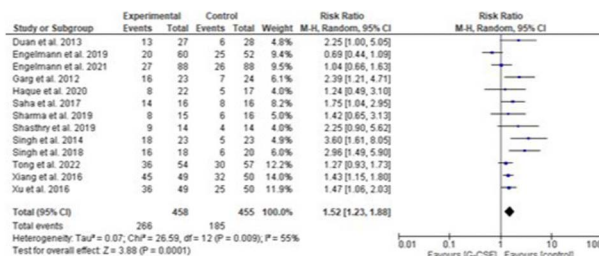 Experimental Control Risk Ratio Risk Ratio
Study or Subgroup Events Total Events Total Weight M-H, Random, 95% CI M-H, Random, 95% CI
Duan et al. 2013 13 27 6 28 4.8% 2.25 [1.00, 5.05]
Engelmann et al. 2019 20 60 25 52 9.4% 0.69 [0.44, 1.09]
Engelmann et al. 2021 27 88 26 88 9.1% 1.04 [0.66, 1.63]
Garg et al. 2012 16 23 7 24 6.2% 2.39 [1.21, 4.71]
Haque et al. 2020 8 22 5 17 4.0% 1.24 [0.49, 3.10]
Saha et al. 2017 14 16 8 16 8.2% 1.75 [1.04, 2.95]
Sharma et al. 2019 8 15 6 16 5.2% 1.42 [0.65, 3.13]
Shasthry et al. 2019 9 14 4 14 4.1% 2.25 [0.90, 5.62]
Singh et al. 2014 18 23 5 23 4.8% 3.60 [1.61, 8.05]
Singh et al. 2018 16 18 6 20 6.2% 2.96 [1.49, 5.90]
Tong et al. 2022 36 54 30 57 12.2% 1.27 [0.93, 1.73]
Xiang et al. 2016 45 49 32 50 14.2% 1.43 [1.15, 1.80]
Xu et al. 2016 36 49 25 50 11.7% 1.47 [1.06, 2.03]
Total (95% CI) 458 455 100.0% 1.52 [1.23, 1.88]
Total events 266 185
Heterogeneity: Tau² = 0.07; Chi² = 26.59, df = 12 (P = 0.009); I² = 55%
Test for overall effect: Z = 3.88 (P = 0.0001)
0.01 0.1 1 10 100
Favours [G-CSF] Favours [control]